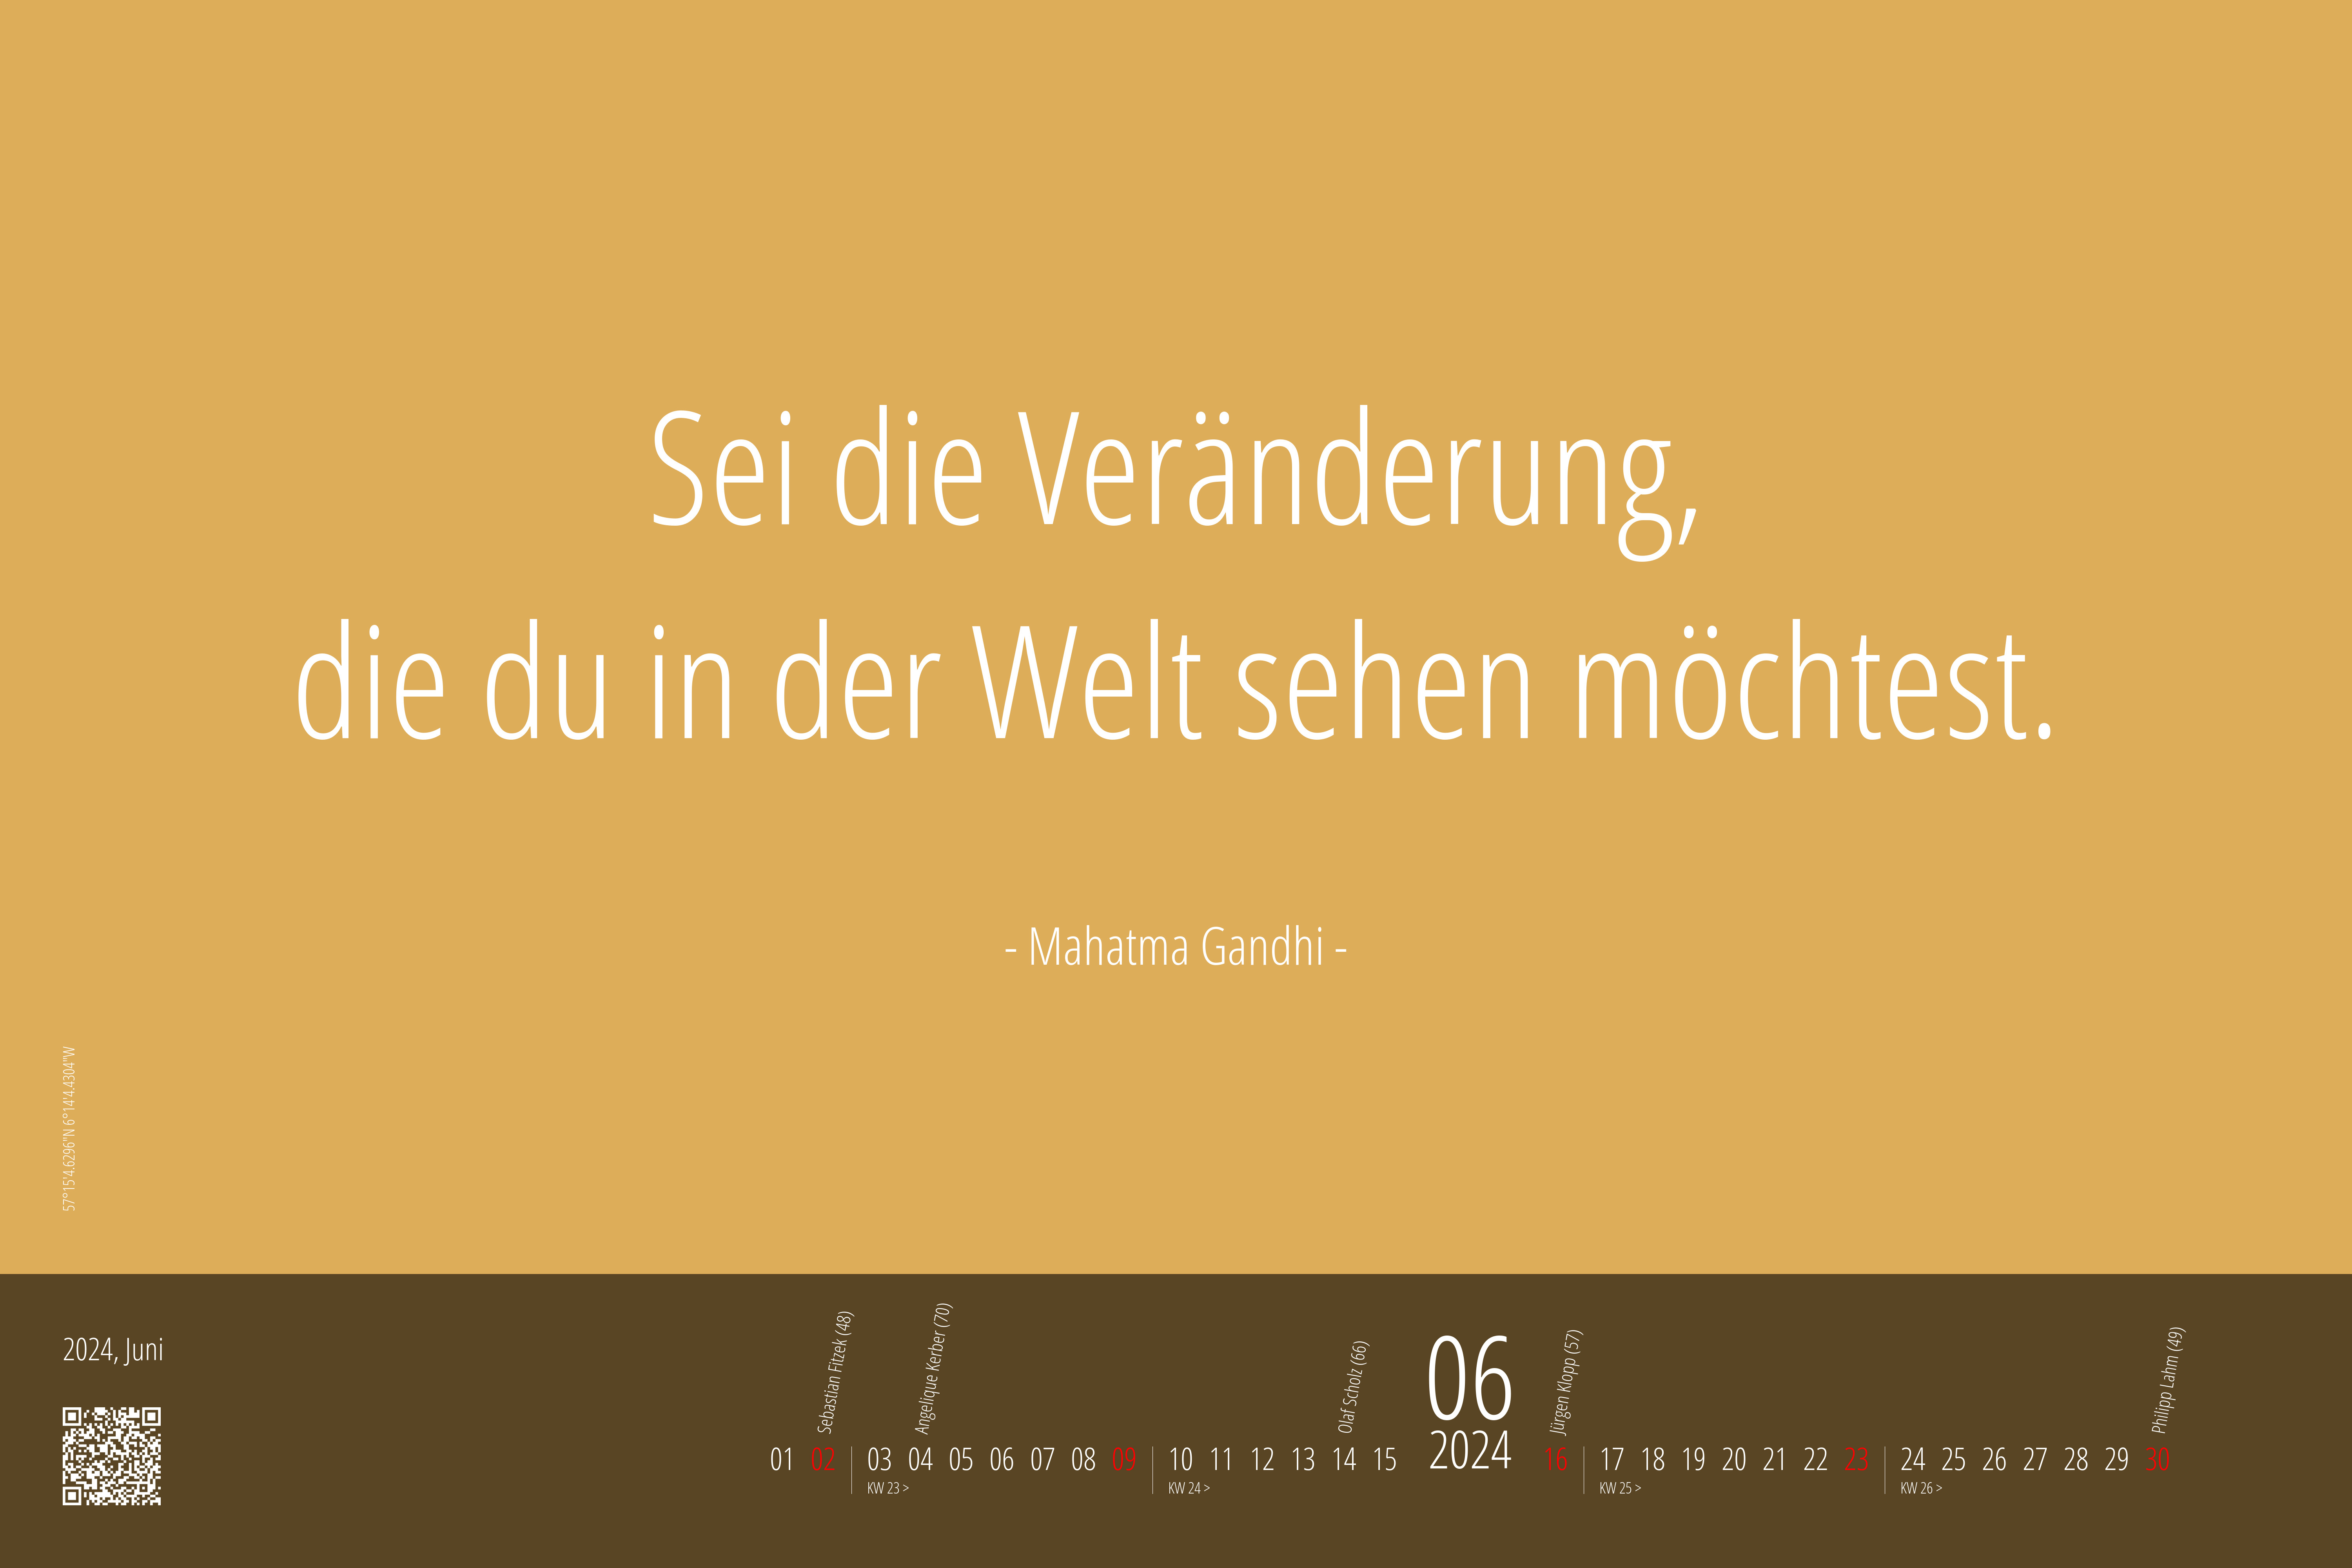 Sei die Veränderung,
die du in der Welt sehen möchtest.
- Mahatma Gandhi -
57°15'4.6296"N 6°14'4.4304"W
2024, Juni
Sebastian Fitzek (48)
Angelique Kerber (70)
Olaf Scholz (66)
Jürgen Klopp (57)
Philipp Lahm (49)
06
2024
01 02 03 04 05 06 07 08 09 10 11 12 13 14 15 16 17 18 19 20 21 22 23 24 25 26 27 28 29 30
KW 23 > KW 24 > KW 25 > KW 26 >